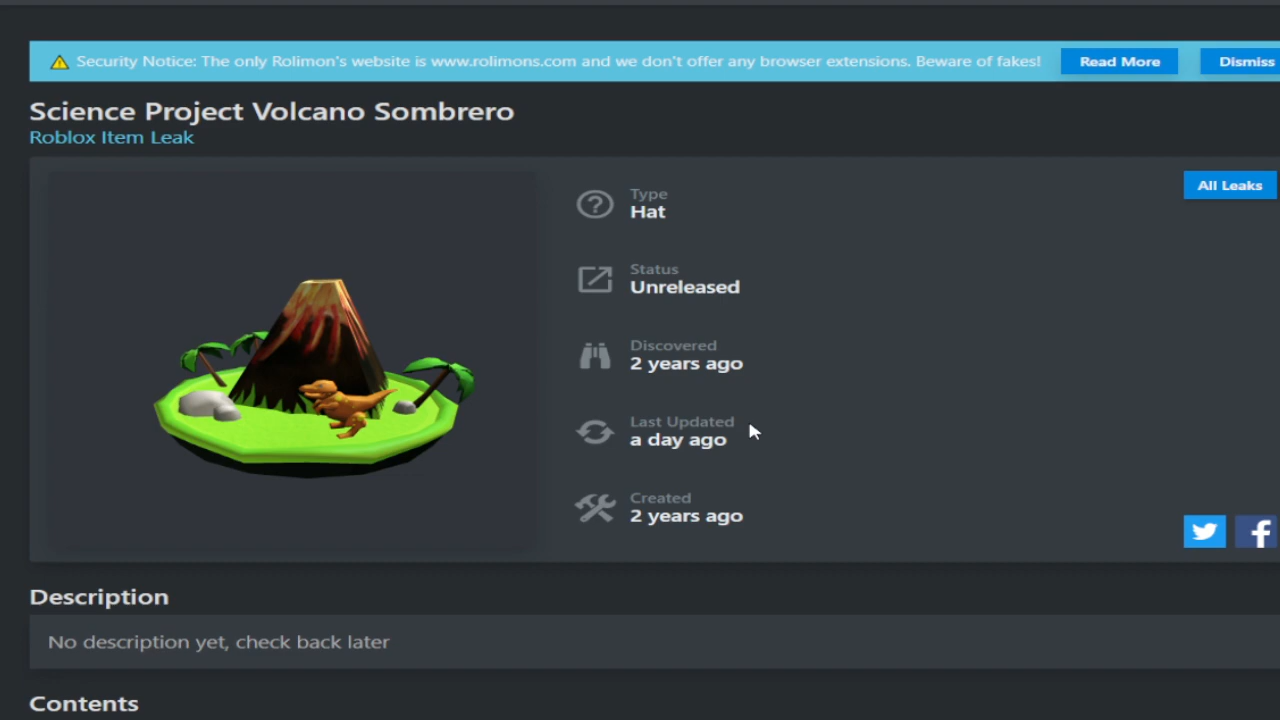 Security Notice: The only Rolimon's website is www.rolimons.com and we don't offer any browser extensions. Beware of fakes! Read More Dismiss
Science Project Volcano Sombrero
Roblox Item Leak
All Leaks
Type
Hat
Status
Unreleased
Discovered
2 years ago
Last Updated
a day ago
Created
2 years ago
Description
No description yet, check back later
Contents